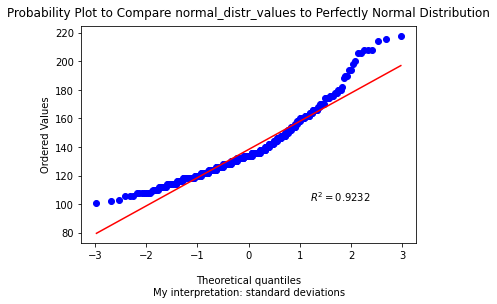 Probability Plot to Compare normal_distr_values to Perfectly Normal Distribution
220
200
180
160
140
120
100
80
Ordered Values
R² = 0.9232
−3 −2 −1 0 1 2 3
Theoretical quantiles
My interpretation: standard deviations